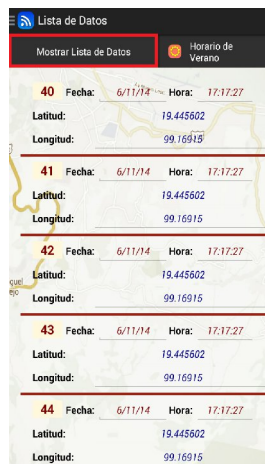 Lista de Datos
Mostrar Lista de Datos
Horario de
Verano
40 Fecha: 6/11/14 Hora: 17:17:27
Latitud: 19.445602
Longitud: 99.16915
41 Fecha: 6/11/14 Hora: 17:17:27
Latitud: 19.445602
Longitud: 99.16915
42 Fecha: 6/11/14 Hora: 17:17:27
Latitud: 19.445602
Longitud: 99.16915
43 Fecha: 6/11/14 Hora: 17:17:27
Latitud: 19.445602
Longitud: 99.16915
44 Fecha: 6/11/14 Hora: 17:17:27
Latitud: 19.445602
Longitud: 99.16915